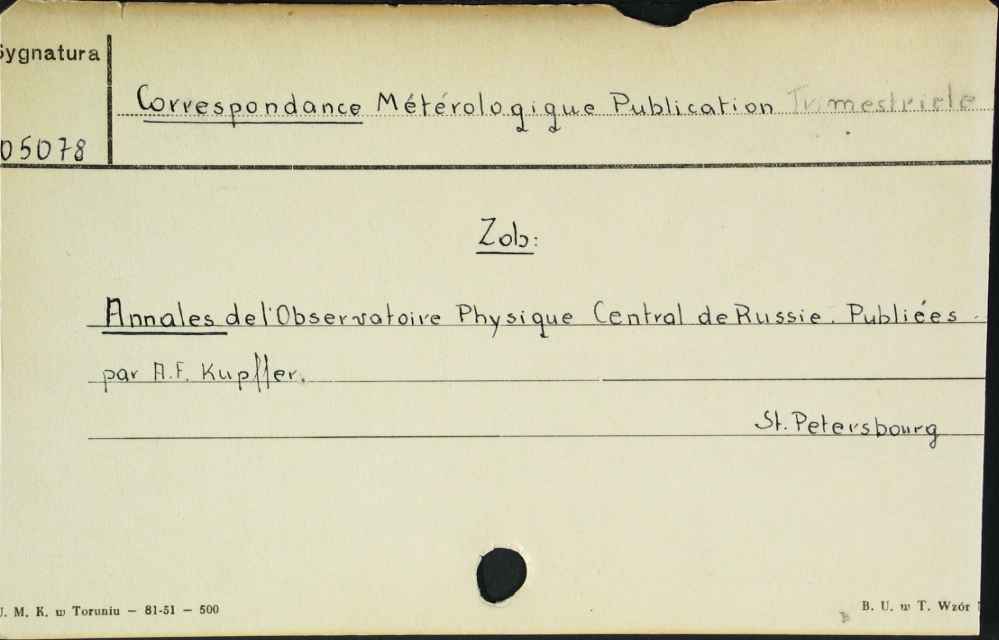 Sygnatura
Correspondance Métérologique Publication Trimestriele
05078
Zob:
Annales de l'Observatoire Physique Central de Russie. Publiées
par A.F. Kupffer.
St. Petersbourg
J. M. K. w Toruniu — 81-51 — 500
B. U. w T. Wzór